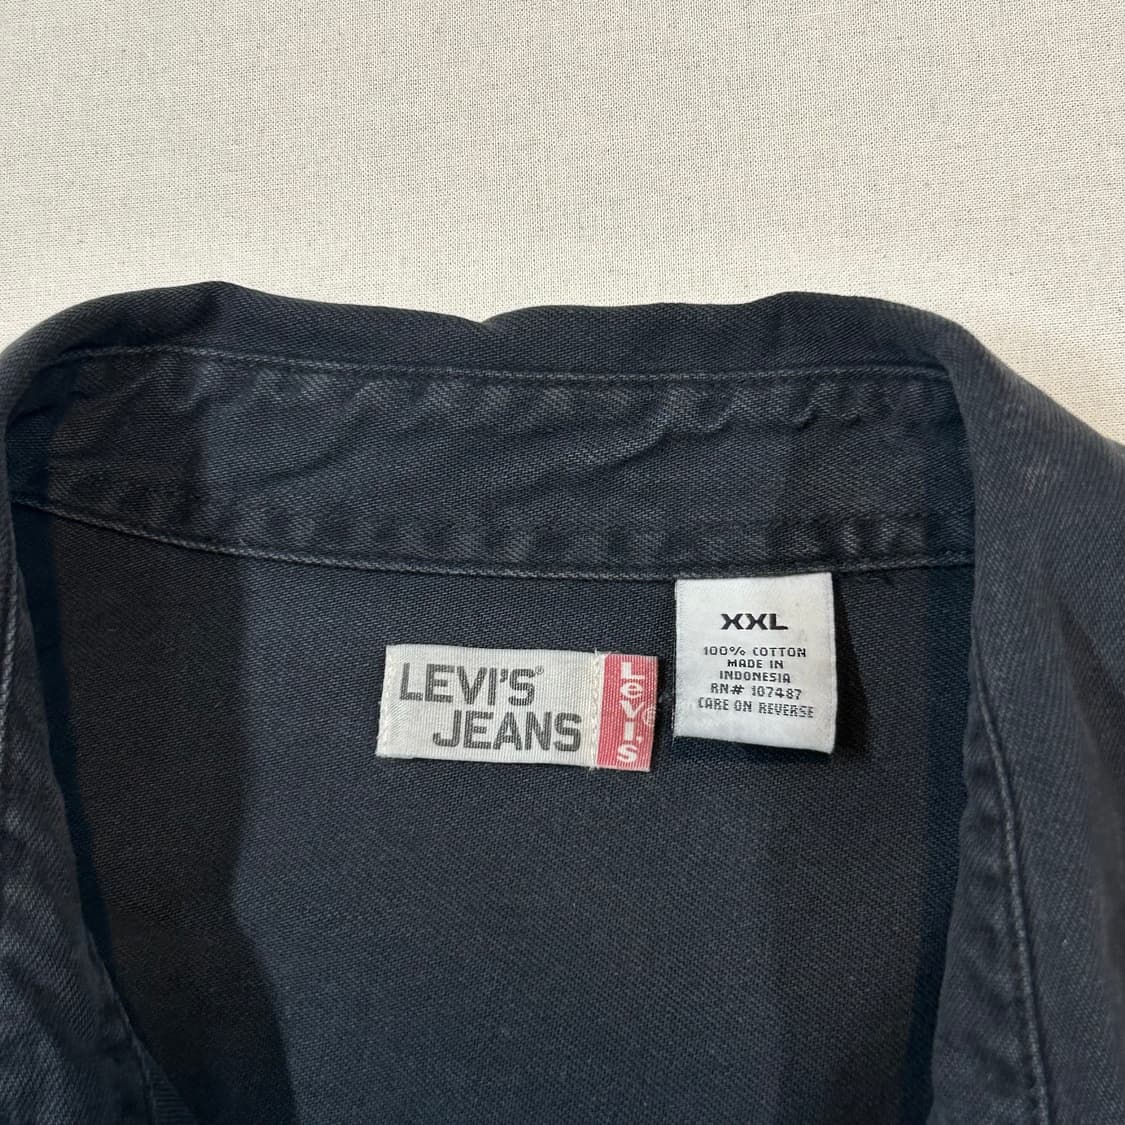 LEVI'S®
JEANS
Levi's
XXL
100% COTTON
MADE IN
INDONESIA
RN# 107487
CARE ON REVERSE